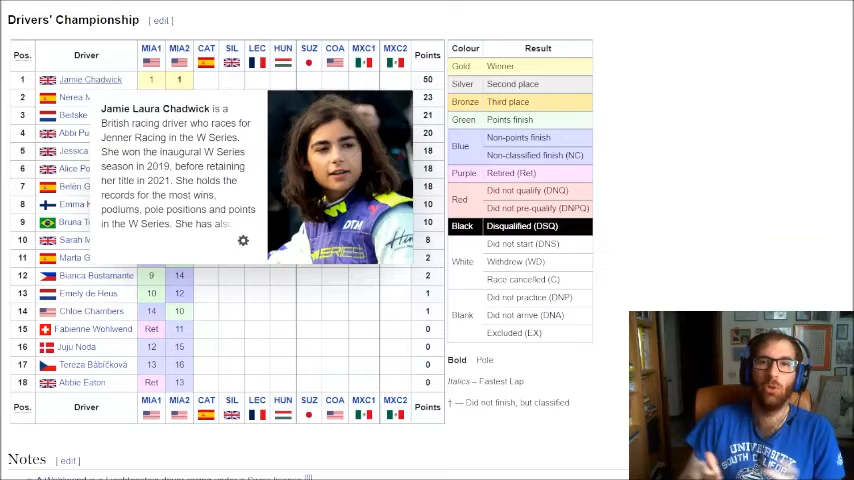 Drivers' Championship [ edit ]
Pos. Driver MIA1 MIA2 CAT SIL LEC HUN SUZ COA MXC1 MXC2 Points
1 Jamie Chadwick 1 1 50
2 Nerea M 23
3 Beitske 21
4 Abbi Pu 20
5 Jessica 18
6 Alice Po 18
7 Belén G 18
8 Emma K 10
9 Bruna T 10
10 Sarah M 8
11 Marta G 2
12 Bianca Bustamante 9 14 2
13 Emely de Heus 10 12 1
14 Chloe Chambers 14 10 1
15 Fabienne Wohlwend Ret 11 0
16 Juju Noda 12 15 0
17 Tereza Bábíčková 13 16 0
18 Abbie Eaton Ret 13 0
Pos. Driver MIA1 MIA2 CAT SIL LEC HUN SUZ COA MXC1 MXC2 Points
Jamie Laura Chadwick is a
British racing driver who races for
Jenner Racing in the W Series.
She won the inaugural W Series
season in 2019, before retaining
her title in 2021. She holds the
records for the most wins,
podiums, pole positions and points
in the W Series. She has also
DTM
Colour Result
Gold Winner
Silver Second place
Bronze Third place
Green Points finish
Blue Non-points finish
Non-classified finish (NC)
Purple Retired (Ret)
Red Did not qualify (DNQ)
Did not pre-qualify (DNPQ)
Black Disqualified (DSQ)
White Did not start (DNS)
Withdrew (WD)
Race cancelled (C)
Blank Did not practice (DNP)
Did not arrive (DNA)
Excluded (EX)
Bold Pole
Italics – Fastest Lap
† — Did not finish, but classified
Notes [ edit ]
UNIVERSITY